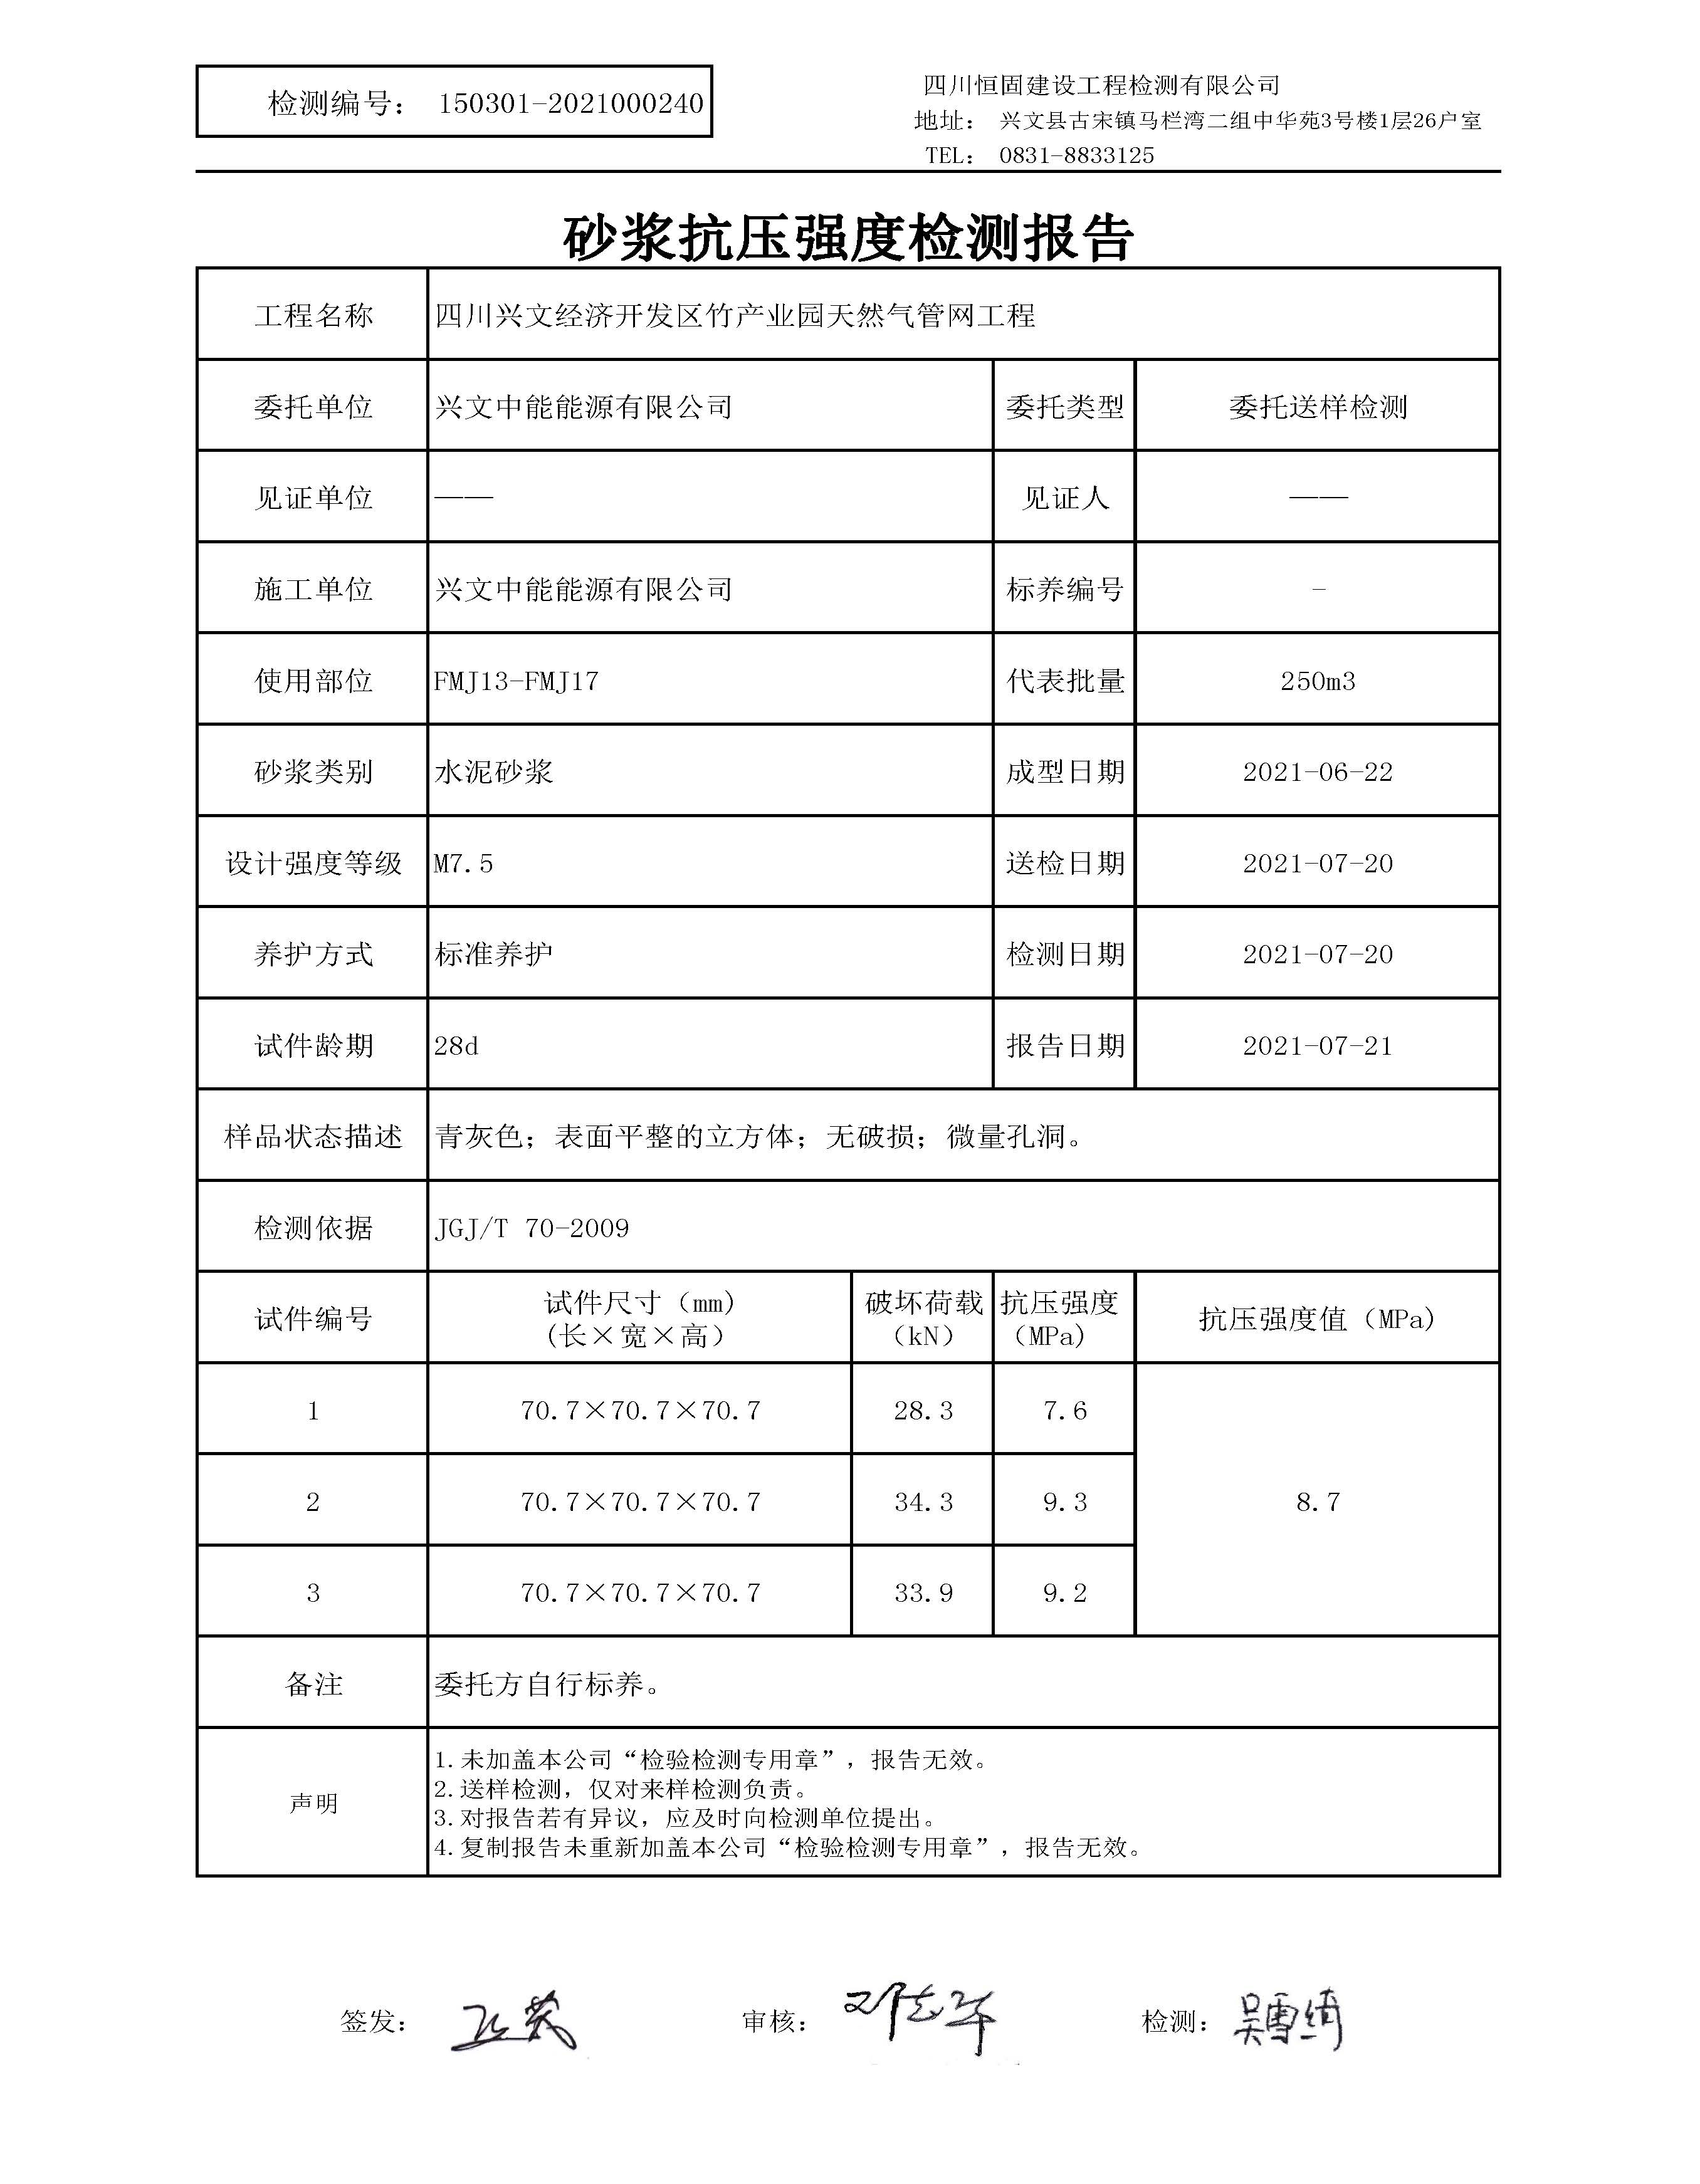 检测编号： 150301-2021000240
四川恒固建设工程检测有限公司
地址： 兴文县古宋镇马栏湾二组中华苑3号楼1层26户室
TEL： 0831-8833125
砂浆抗压强度检测报告
工程名称 四川兴文经济开发区竹产业园天然气管网工程
委托单位 兴文中能能源有限公司 委托类型 委托送样检测
见证单位 —— 见证人 ——
施工单位 兴文中能能源有限公司 标养编号 -
使用部位 FMJ13-FMJ17 代表批量 250m3
砂浆类别 水泥砂浆 成型日期 2021-06-22
设计强度等级 M7.5 送检日期 2021-07-20
养护方式 标准养护 检测日期 2021-07-20
试件龄期 28d 报告日期 2021-07-21
样品状态描述 青灰色；表面平整的立方体；无破损；微量孔洞。
检测依据 JGJ/T 70-2009
试件编号 试件尺寸（mm） 破坏荷载 抗压强度 抗压强度值（MPa）
(长×宽×高） （kN） （MPa）
1 70.7×70.7×70.7 28.3 7.6
2 70.7×70.7×70.7 34.3 9.3 8.7
3 70.7×70.7×70.7 33.9 9.2
备注 委托方自行标养。
声明
1.未加盖本公司“检验检测专用章”，报告无效。
2.送样检测，仅对来样检测负责。
3.对报告若有异议，应及时向检测单位提出。
4.复制报告未重新加盖本公司“检验检测专用章”，报告无效。
签发： 审核： 检测：吴雪绮